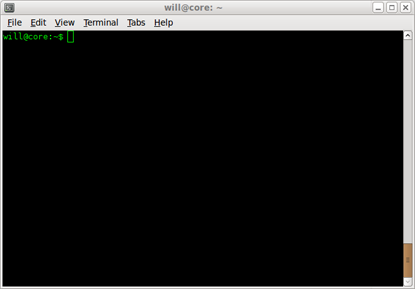 will@core: ~
File Edit View Terminal Tabs Help
will@core:~$